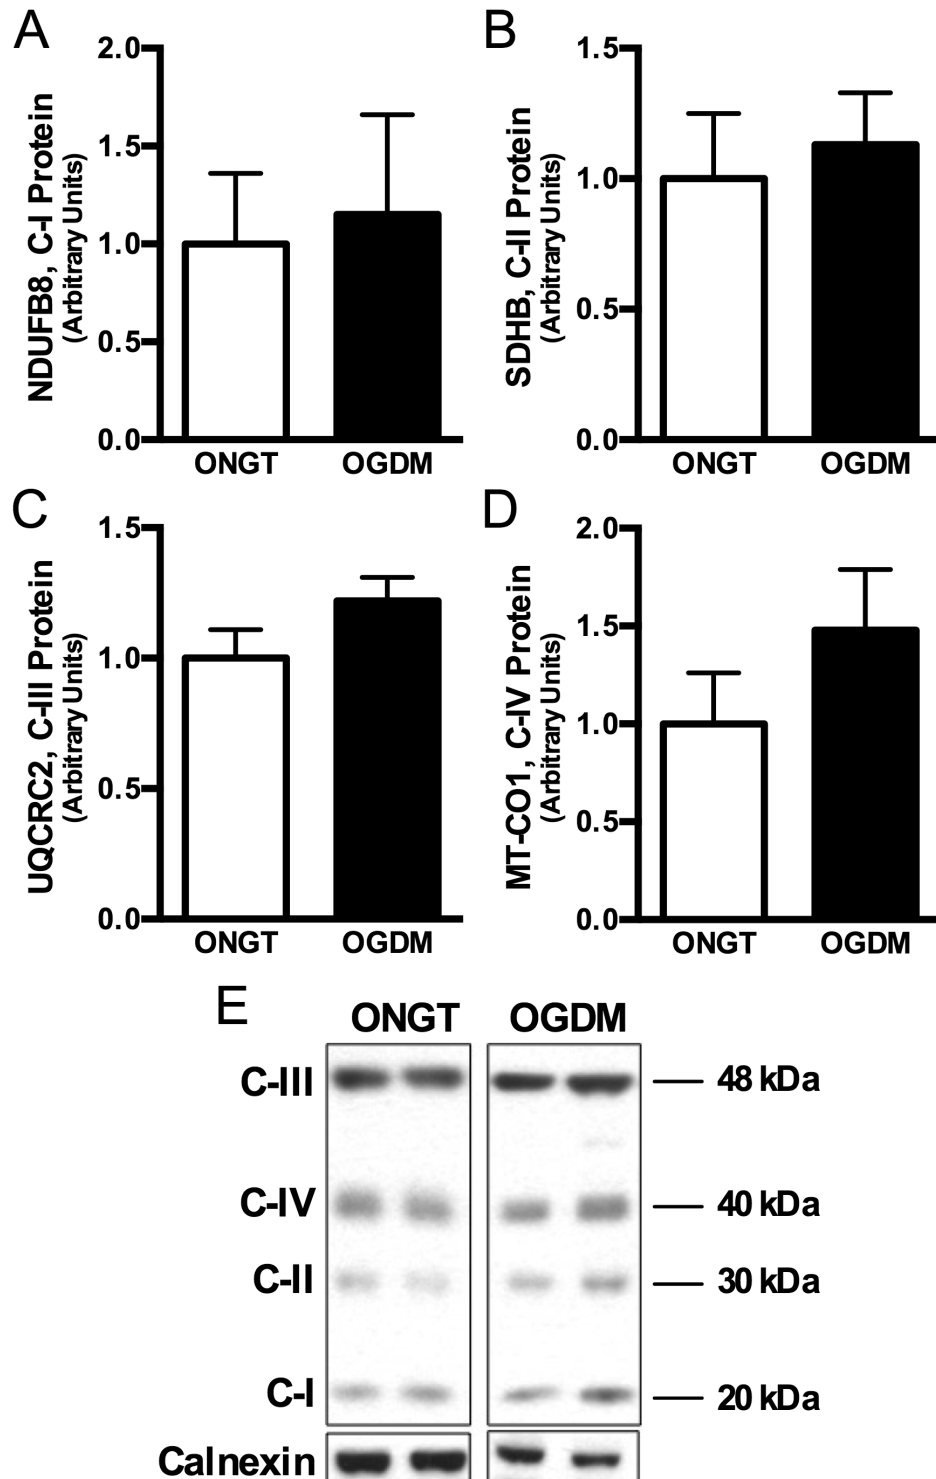 A
NDUFB8, C-I Protein
(Arbitrary Units)
2.0
1.5
1.0
0.5
0.0
ONGT OGDM
B
SDHB, C-II Protein
(Arbitrary Units)
1.5
1.0
0.5
0.0
ONGT OGDM
C
UQCRC2, C-III Protein
(Arbitrary Units)
1.5
1.0
0.5
0.0
ONGT OGDM
D
MT-CO1, C-IV Protein
(Arbitrary Units)
2.0
1.5
1.0
0.5
0.0
ONGT OGDM
E
ONGT OGDM
C-III 48 kDa
C-IV 40 kDa
C-II 30 kDa
C-I 20 kDa
Calnexin